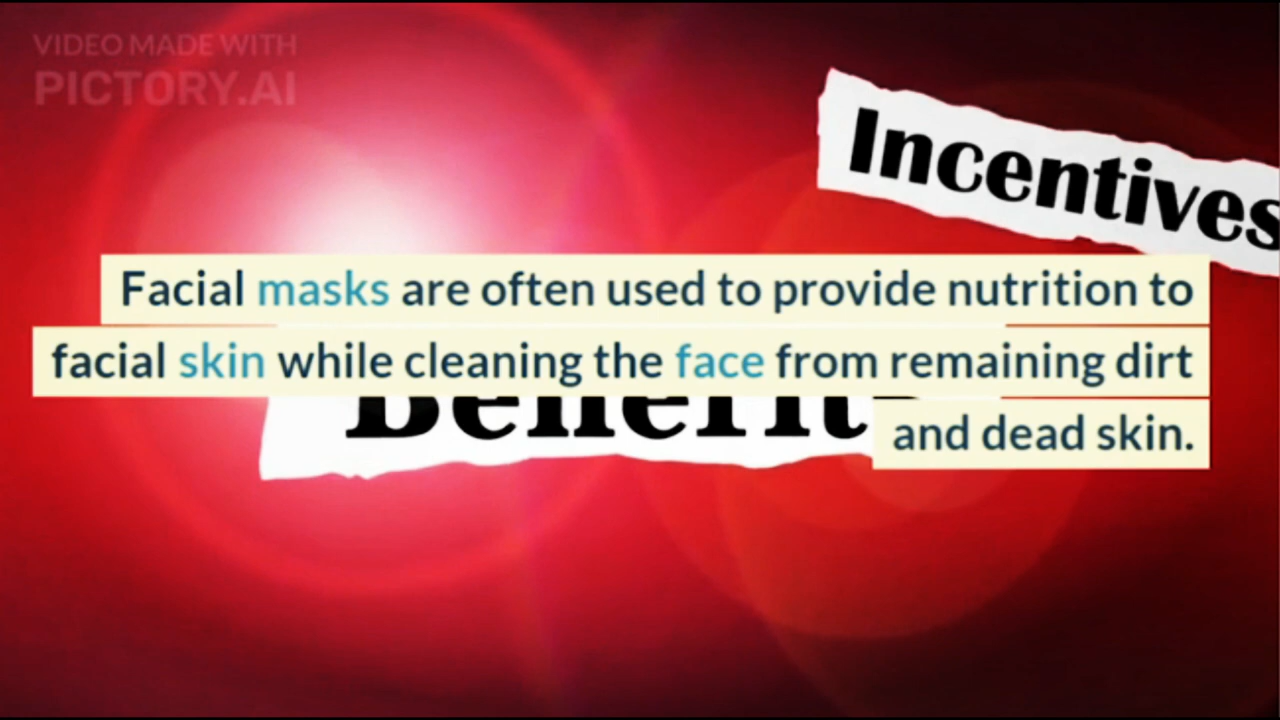 VIDEO MADE WITH
PICTORY.AI
Incentives
Facial masks are often used to provide nutrition to
facial skin while cleaning the face from remaining dirt
and dead skin.